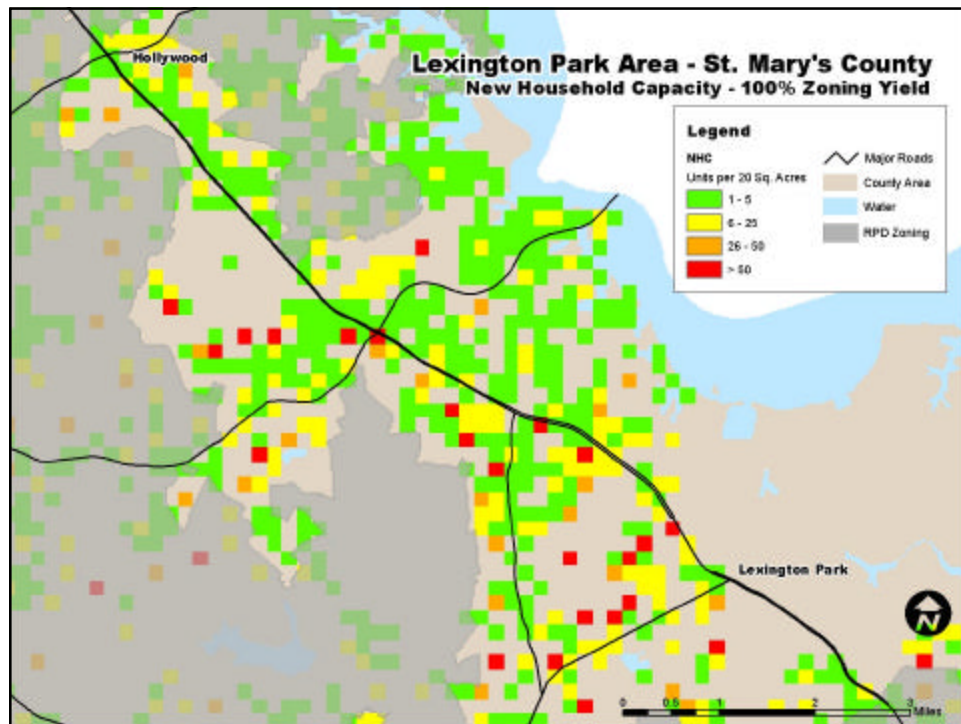 Hollywood
Lexington Park Area - St. Mary's County
New Household Capacity - 100% Zoning Yield
Legend
NHC
Units per 20 Sq. Acres
1 - 5
6 - 25
26 - 50
> 50
Major Roads
County Area
Water
RPD Zoning
Lexington Park
N
0 0.5 1 2 3
Miles